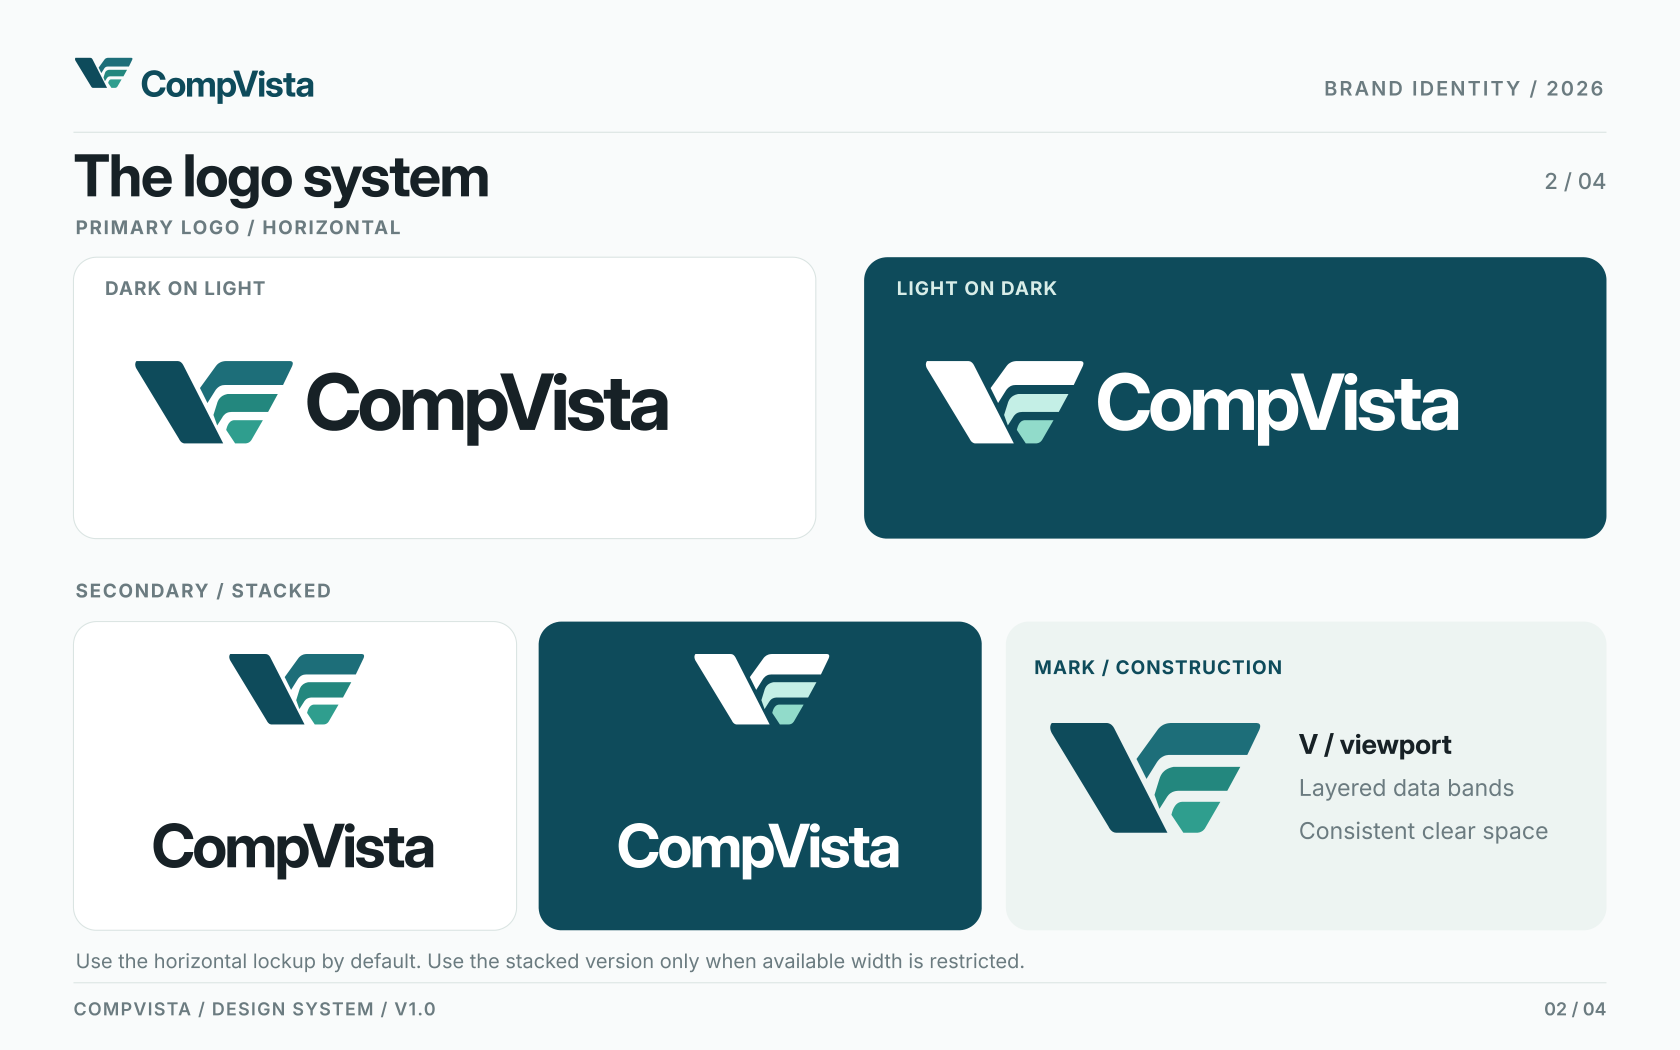 CompVista
BRAND IDENTITY / 2026
The logo system
2 / 04
PRIMARY LOGO / HORIZONTAL
DARK ON LIGHT
CompVista
LIGHT ON DARK
CompVista
SECONDARY / STACKED
CompVista
CompVista
MARK / CONSTRUCTION
V / viewport
Layered data bands
Consistent clear space
Use the horizontal lockup by default. Use the stacked version only when available width is restricted.
COMPVISTA / DESIGN SYSTEM / V1.0
02 / 04